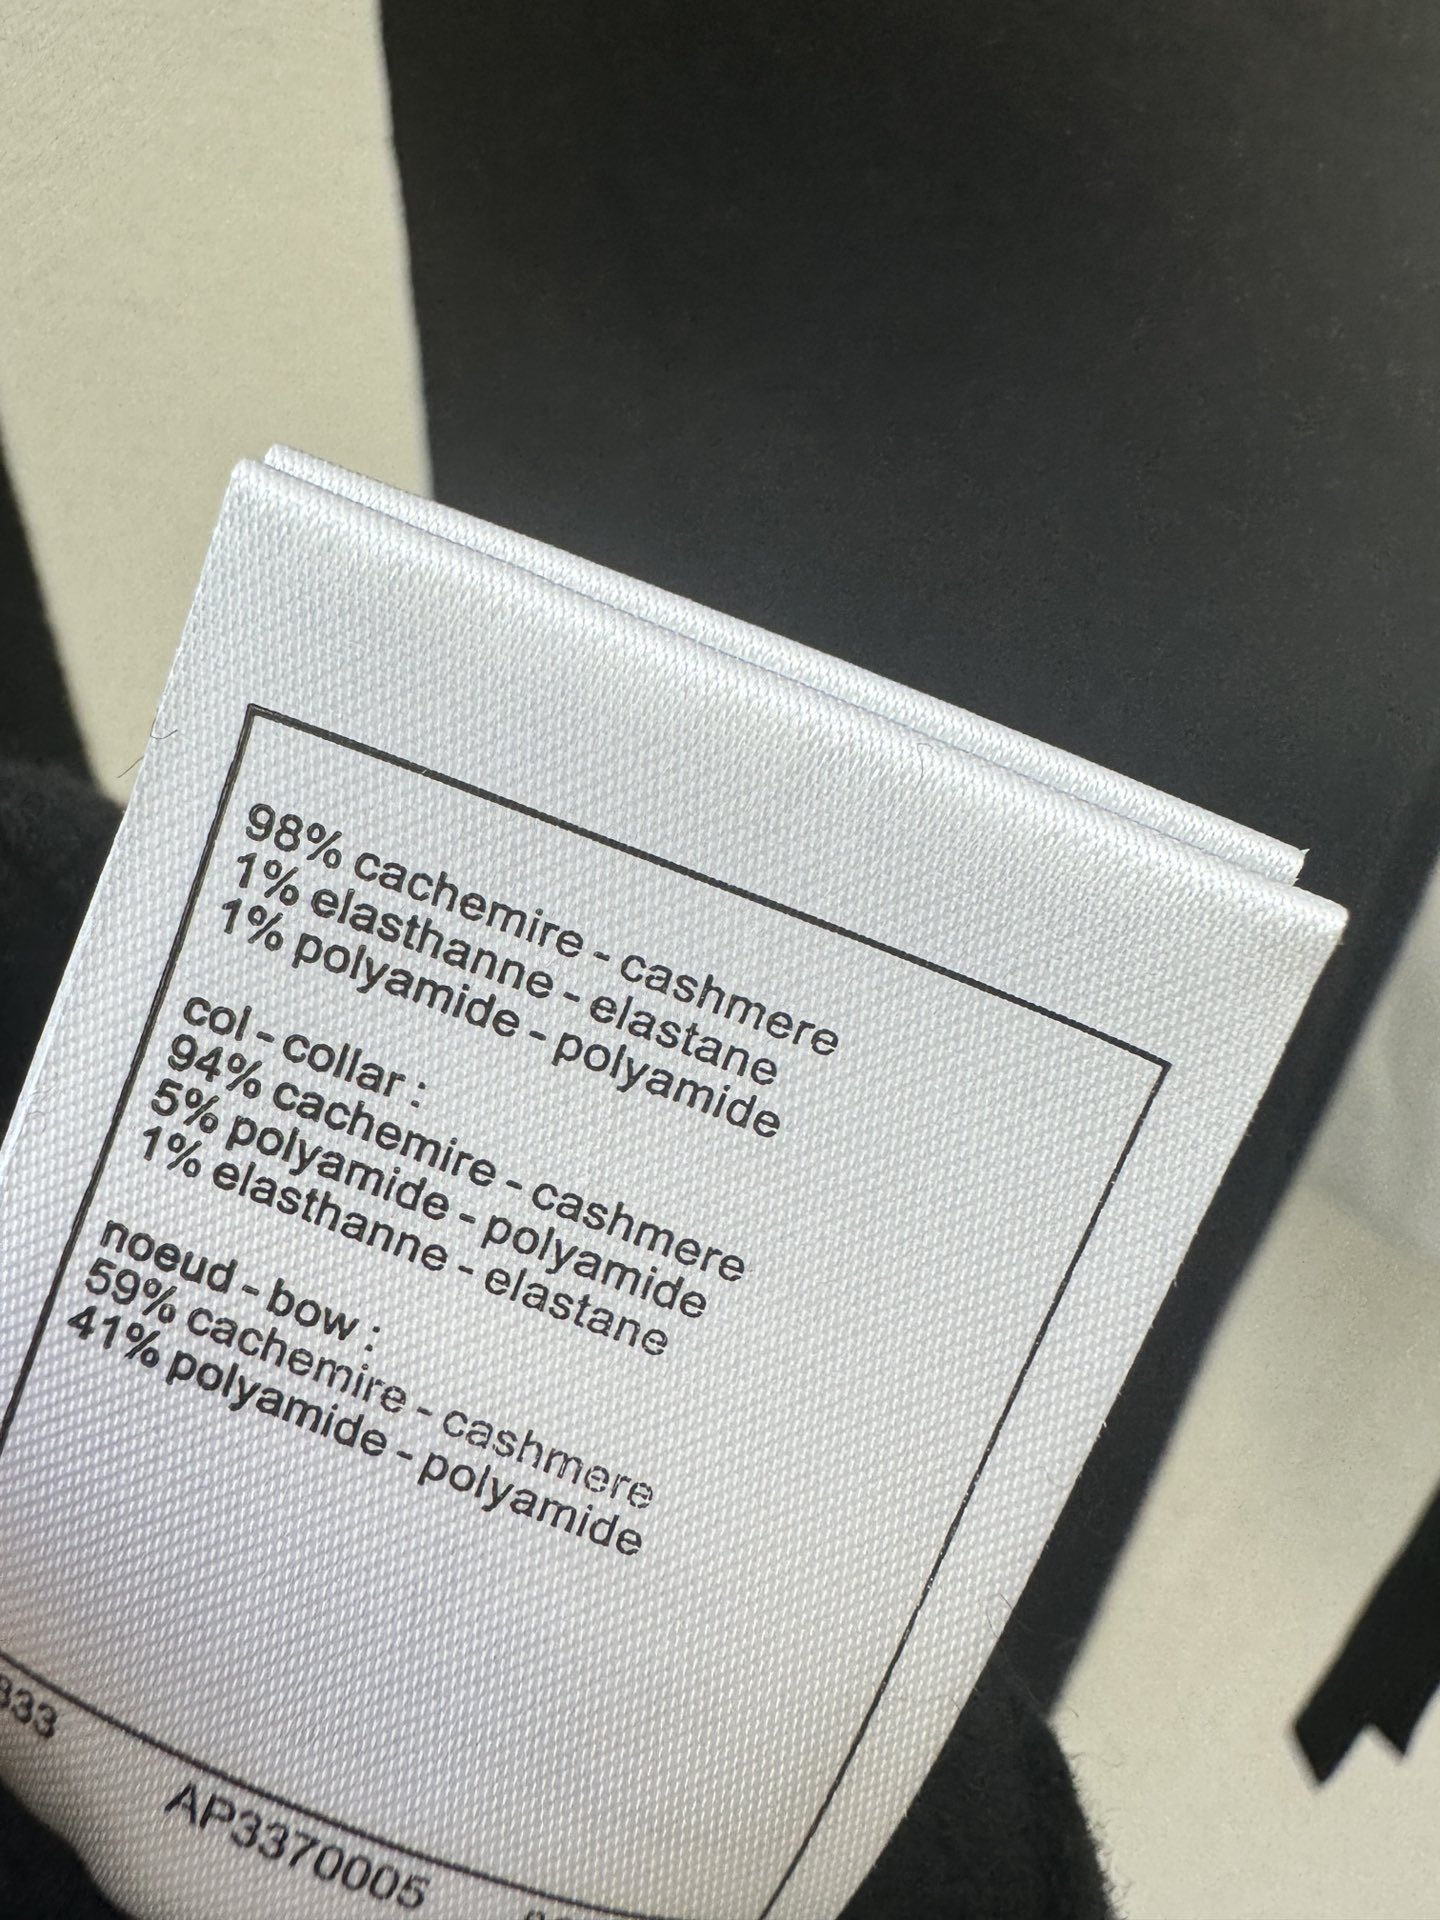 98% cachemire - cashmere
1% elasthanne - elastane
1% polyamide - polyamide
col - collar :
94% cachemire - cashmere
5% polyamide - polyamide
1% elasthanne - elastane
noeud - bow :
59% cachemire - cashmere
41% polyamide - polyamide
833
AP3370005